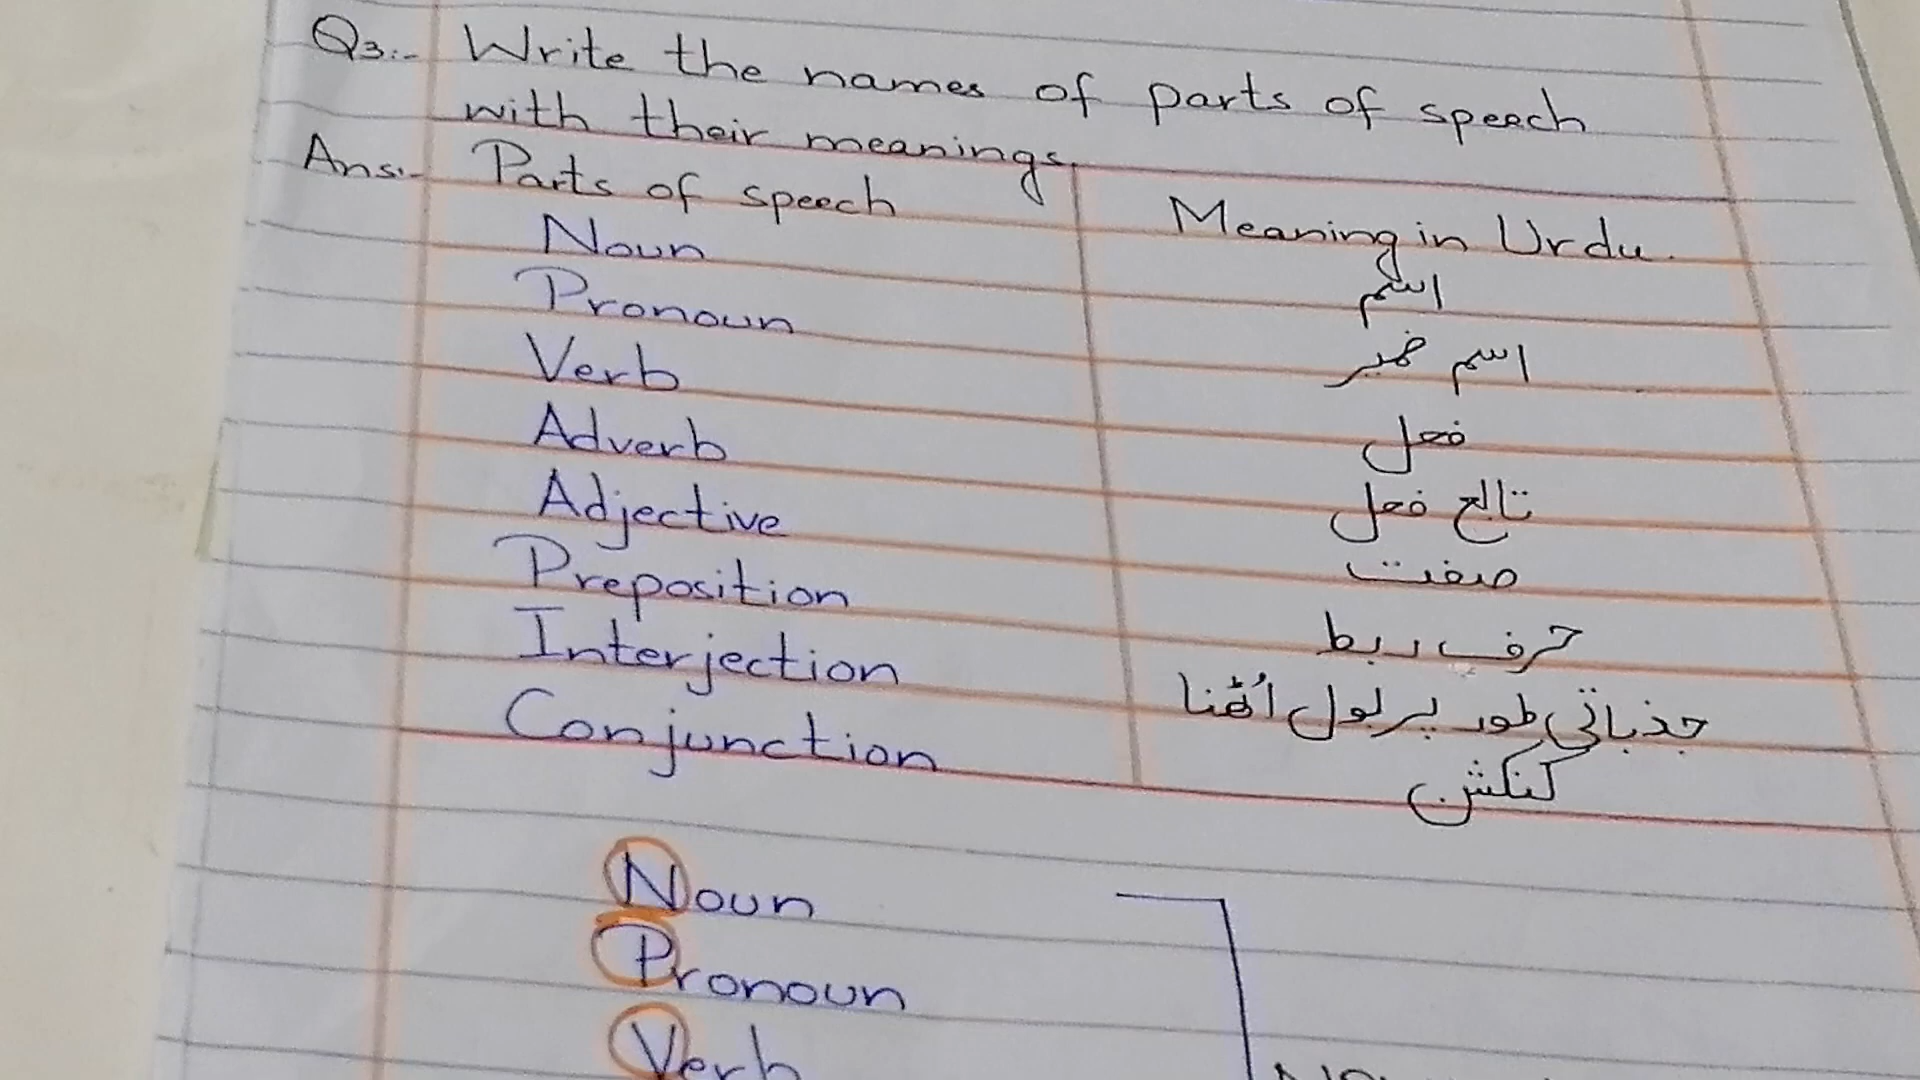 Q3:- Write the names of parts of speech
with their meanings.
Ans:- Parts of speech Meaning in Urdu.
Noun اسم
Pronoun اسم ضمیر
Verb فعل
Adverb تالع فعل
Adjective صفت
Preposition حرف ربط
Interjection جذباتی طور پر بول اُٹھنا
Conjunction کنکشن
Noun
Pronoun
Verb